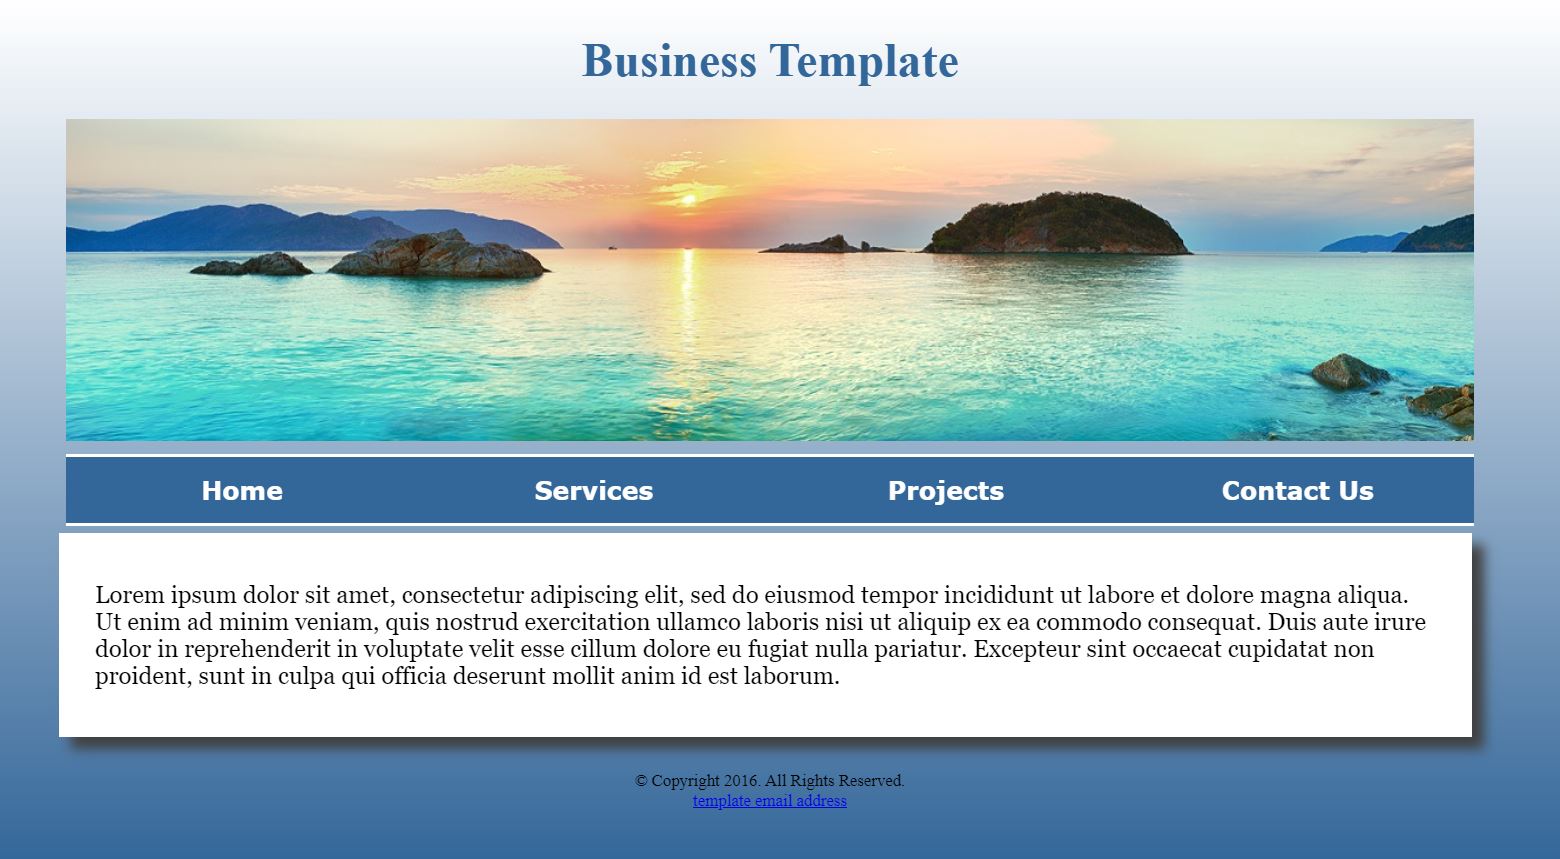 Business Template
Home Services Projects Contact Us
Lorem ipsum dolor sit amet, consectetur adipiscing elit, sed do eiusmod tempor incididunt ut labore et dolore magna aliqua.
Ut enim ad minim veniam, quis nostrud exercitation ullamco laboris nisi ut aliquip ex ea commodo consequat. Duis aute irure
dolor in reprehenderit in voluptate velit esse cillum dolore eu fugiat nulla pariatur. Excepteur sint occaecat cupidatat non
proident, sunt in culpa qui officia deserunt mollit anim id est laborum.
© Copyright 2016. All Rights Reserved.
template email address